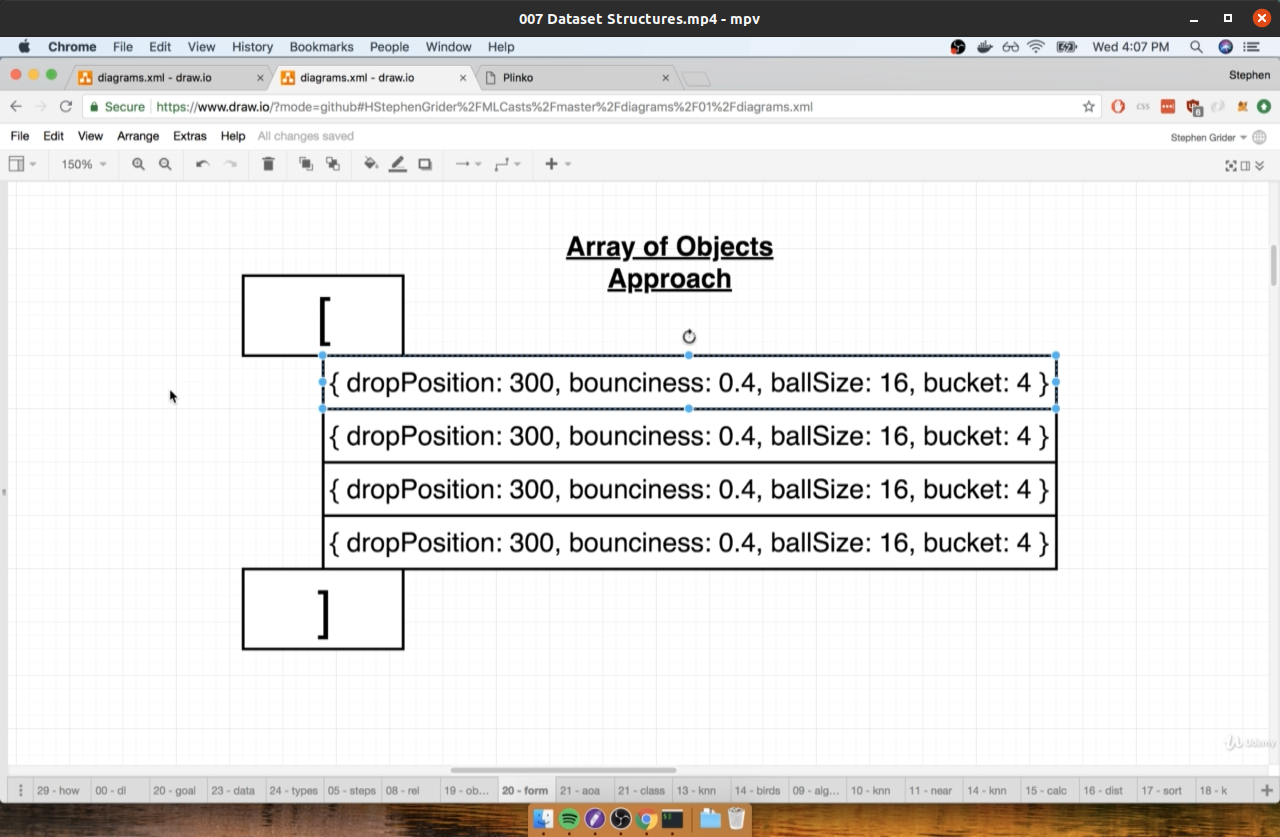 007 Dataset Structures.mp4 - mpv
Chrome File Edit View History Bookmarks People Window Help Wed 4:07 PM
diagrams.xml - draw.io diagrams.xml - draw.io Plinko Stephen
Secure https://www.draw.io/?mode=github#HStephenGrider%2FMLCasts%2Fmaster%2Fdiagrams%2F01%2Fdiagrams.xml
File Edit View Arrange Extras Help All changes saved Stephen Grider
150%
Array of Objects
Approach
[
{ dropPosition: 300, bounciness: 0.4, ballSize: 16, bucket: 4 }
{ dropPosition: 300, bounciness: 0.4, ballSize: 16, bucket: 4 }
{ dropPosition: 300, bounciness: 0.4, ballSize: 16, bucket: 4 }
{ dropPosition: 300, bounciness: 0.4, ballSize: 16, bucket: 4 }
]
Udemy
29 - how 00 - dl 20 - goal 23 - data 24 - types 05 - steps 08 - rel 19 - ob... 20 - form 21 - aoa 21 - class 13 - knn 14 - birds 09 - alg... 10 - knn 11 - near 14 - knn 15 - calc 16 - dist 17 - sort 18 - k